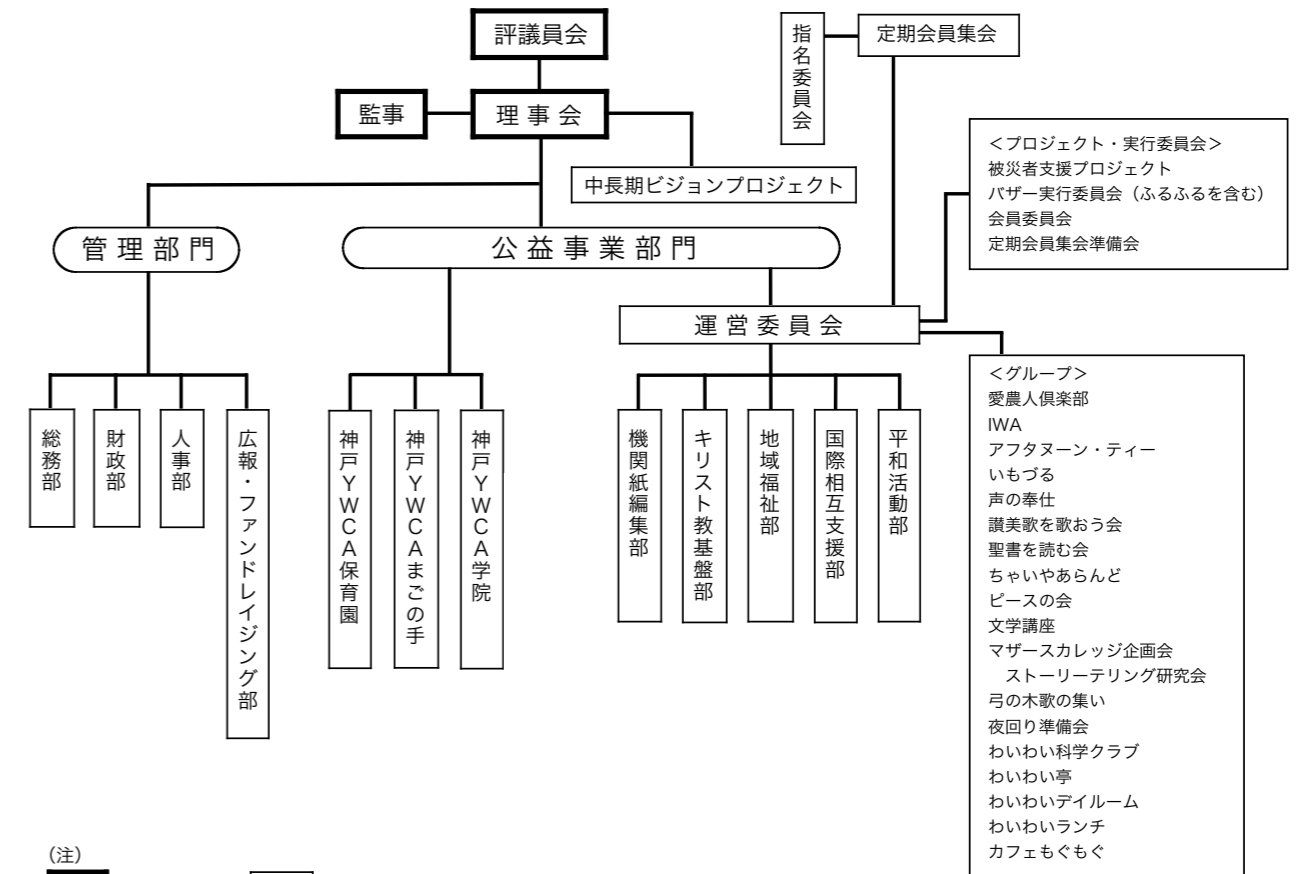 評議員会
指名委員会
定期会員集会
監事
理事会
中長期ビジョンプロジェクト
＜プロジェクト・実行委員会＞
被災者支援プロジェクト
バザー実行委員会（ふるふるを含む）
会員委員会
定期会員集会準備会
管理部門
公益事業部門
運営委員会
総務部
財政部
人事部
広報・ファンドレイジング部
神戸YWCA保育園
神戸YWCAまごの手
神戸YWCA学院
機関紙編集部
キリスト教基盤部
地域福祉部
国際相互支援部
平和活動部
＜グループ＞
愛農人倶楽部
IWA
アフタヌーン・ティー
いもづる
声の奉仕
讃美歌を歌おう会
聖書を読む会
ちゃいやあらんど
ピースの会
文学講座
マザースカレッジ企画会
ストーリーテリング研究会
弓の木歌の集い
夜回り準備会
わいわい科学クラブ
わいわい亭
わいわいデイルーム
わいわいランチ
カフェもぐもぐ
（注）